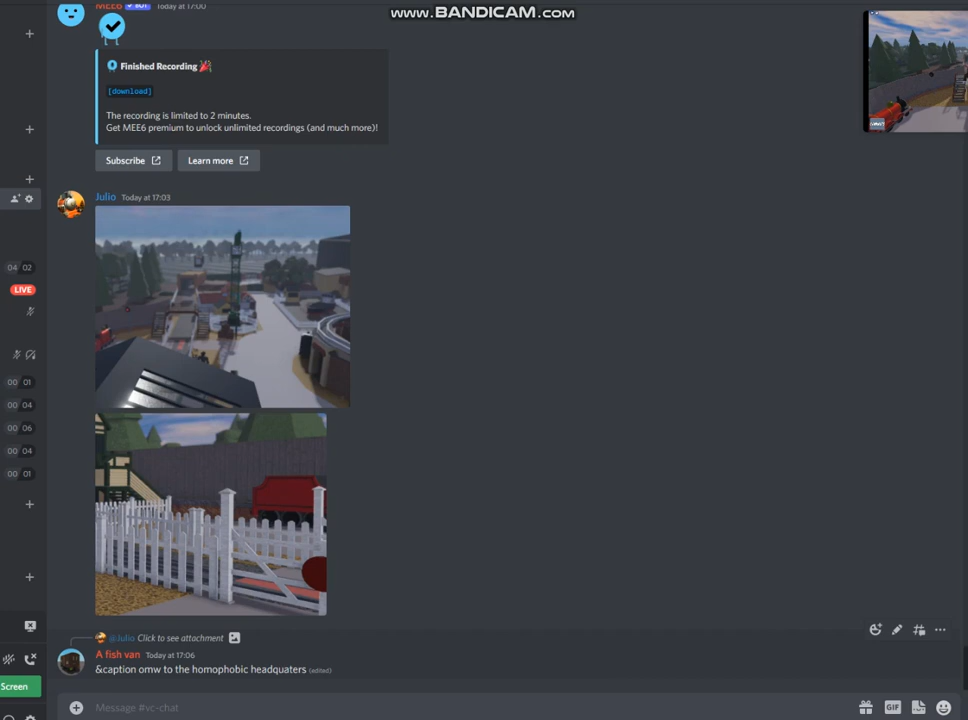 www.BANDICAM.com
MEE6 BOT Today at 17:00
Finished Recording
[download]
The recording is limited to 2 minutes.
Get MEE6 premium to unlock unlimited recordings (and much more)!
Subscribe
Learn more
04 02
LIVE
00 01
00 04
00 06
00 04
00 01
Julio Today at 17:03
@Julio Click to see attachment
A fish van Today at 17:06
&caption omw to the homophobic headquaters (edited)
Screen
Message #vc-chat
GIF